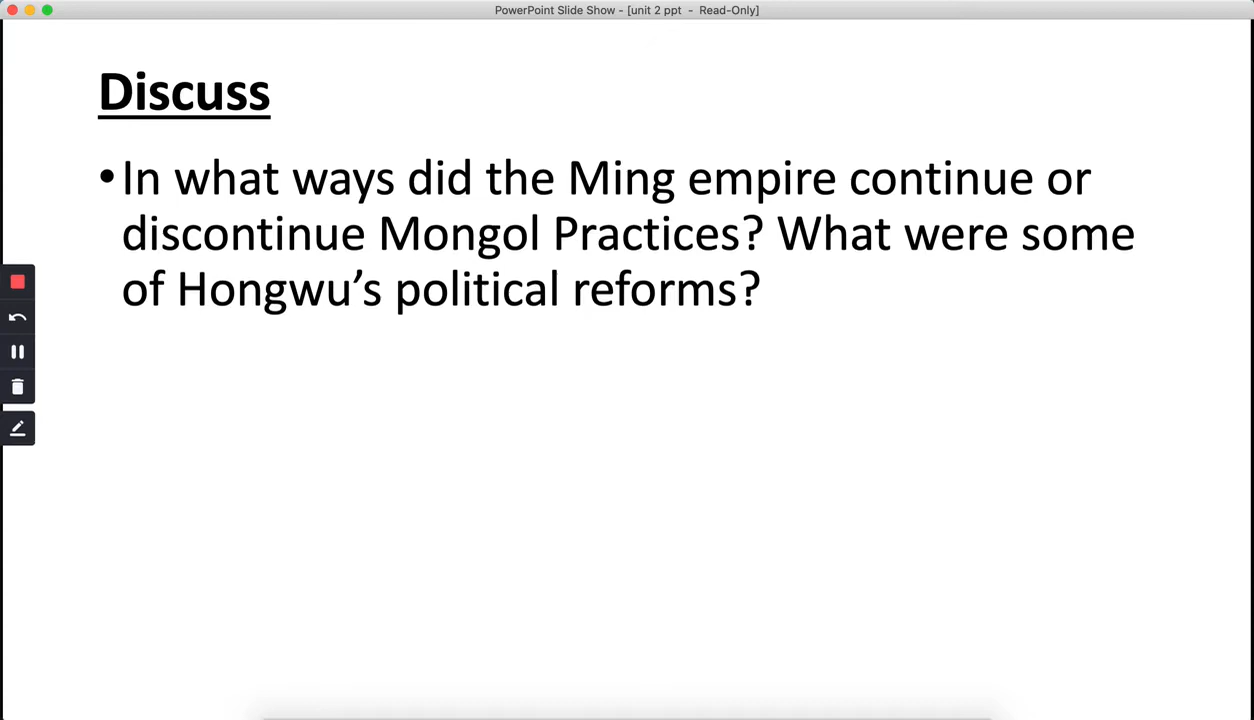 PowerPoint Slide Show - [unit 2 ppt - Read-Only]
Discuss
•In what ways did the Ming empire continue or
discontinue Mongol Practices? What were some
of Hongwu’s political reforms?